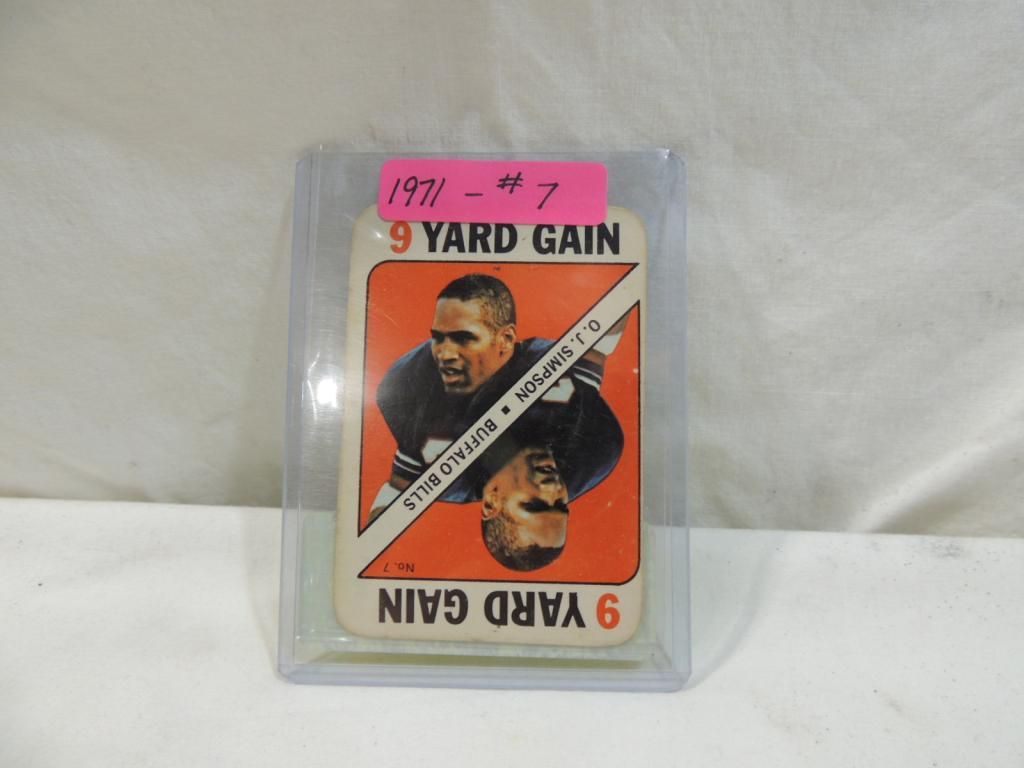 1971 - # 7
9 YARD GAIN
O.J. SIMPSON ▪ BUFFALO BILLS
No. 7
9 YARD GAIN